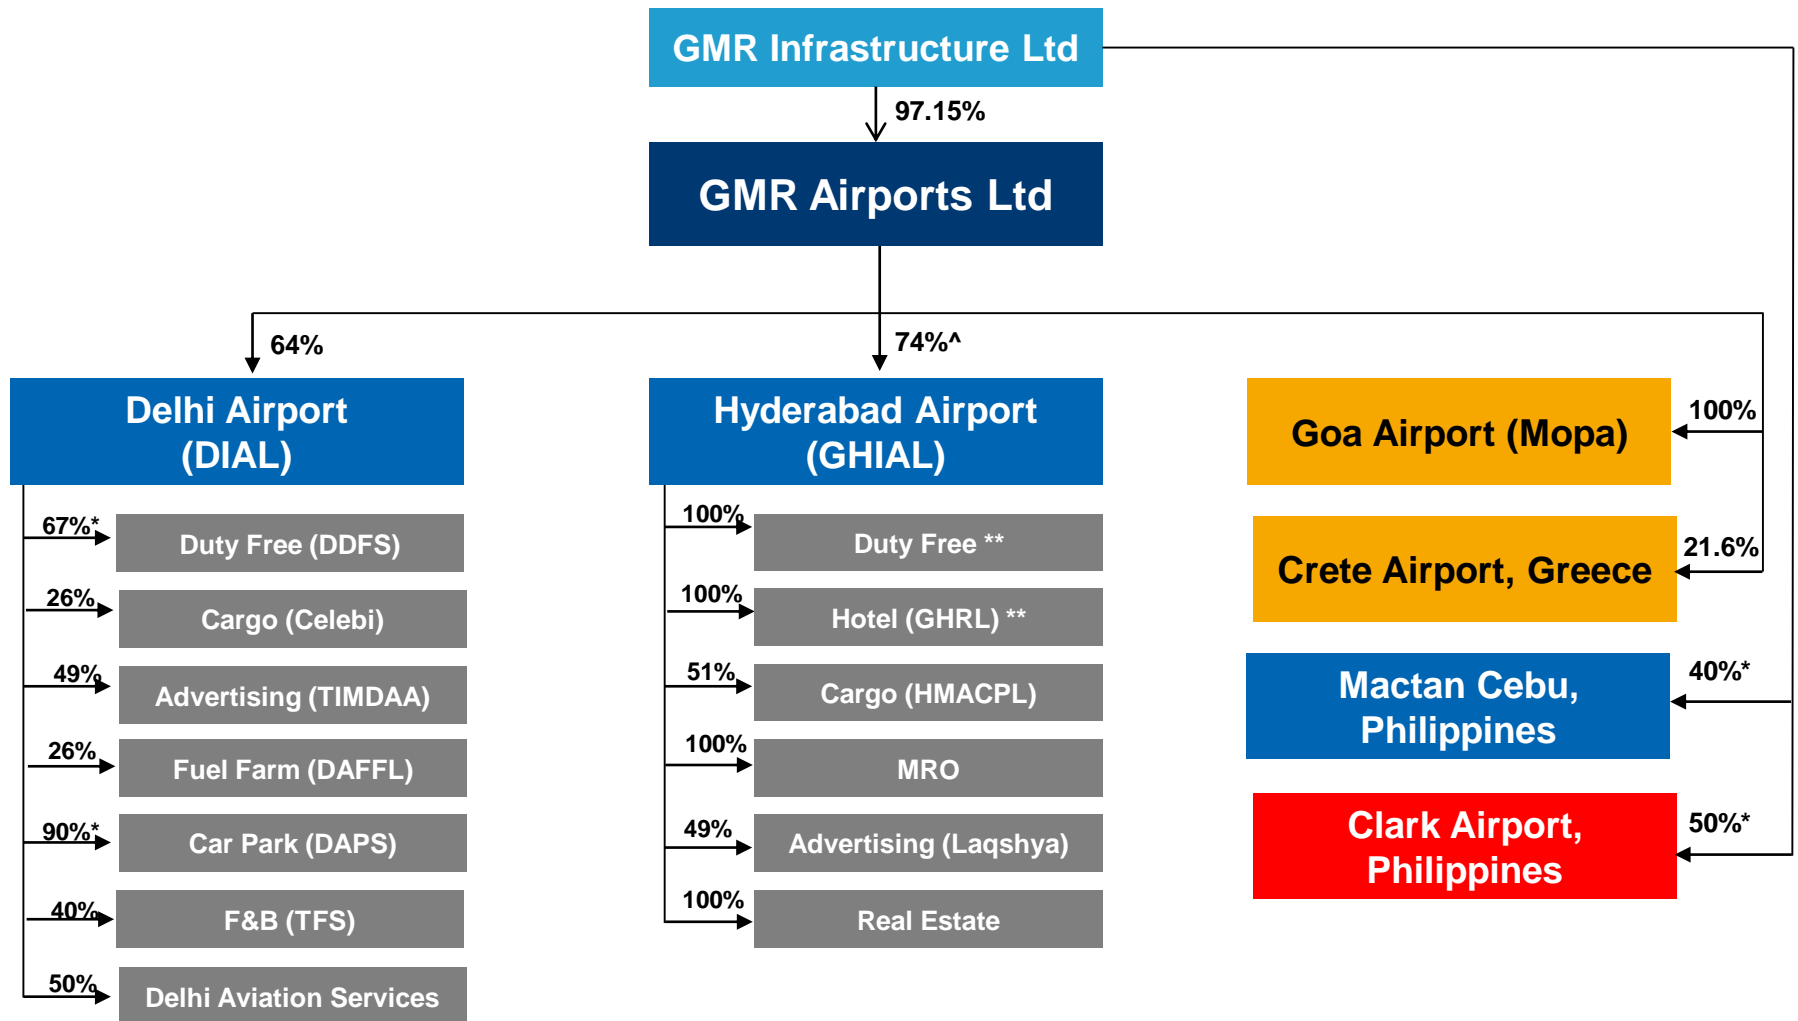 GMR Infrastructure Ltd
97.15%
GMR Airports Ltd
64%
74%^
Delhi Airport
(DIAL)
67%*
Duty Free (DDFS)
26%
Cargo (Celebi)
49%
Advertising (TIMDAA)
26%
Fuel Farm (DAFFL)
90%*
Car Park (DAPS)
40%
F&B (TFS)
50%
Delhi Aviation Services
Hyderabad Airport
(GHIAL)
100%
Duty Free **
100%
Hotel (GHRL) **
51%
Cargo (HMACPL)
100%
MRO
49%
Advertising (Laqshya)
100%
Real Estate
Goa Airport (Mopa)
100%
Crete Airport, Greece
21.6%
Mactan Cebu,
Philippines
40%*
Clark Airport,
Philippines
50%*